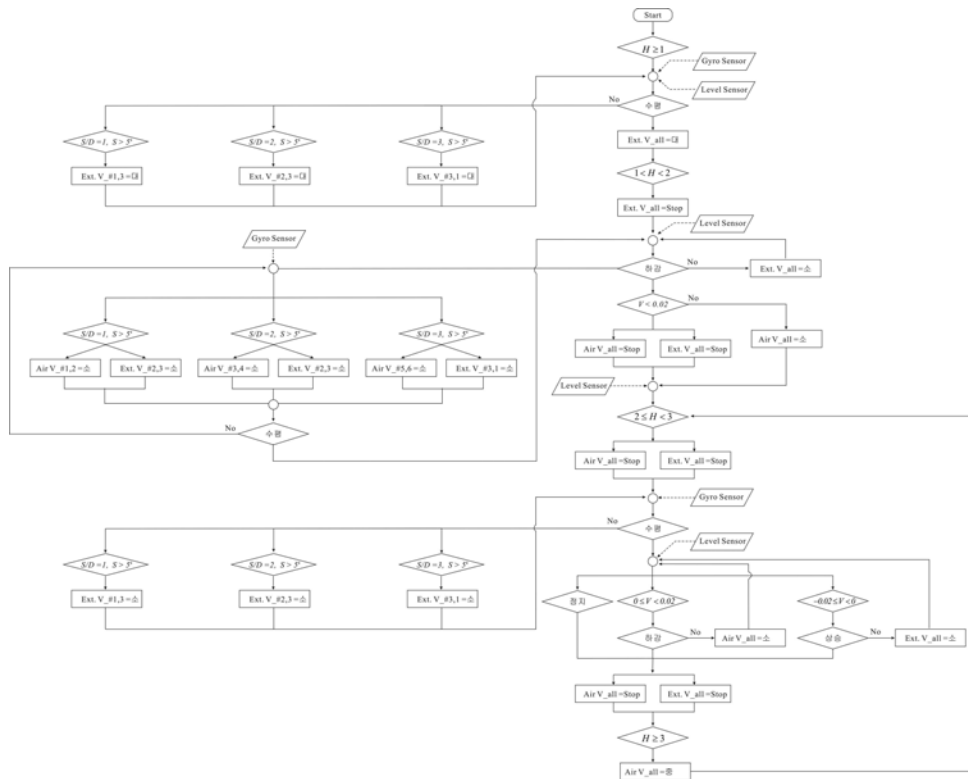 Start
H ≥ 1
Gyro Sensor
Level Sensor
No
수평
S/D =1, S > 5°
S/D =2, S > 5°
S/D =3, S > 5°
Ext. V_all =대
Ext. V_#1,3 =대
Ext. V_#2,3 =대
Ext. V_#3,1 =대
1 < H < 2
Ext. V_all =Stop
Level Sensor
Gyro Sensor
하강
No
Ext. V_all =소
V < 0.02
No
S/D =1, S > 5°
S/D =2, S > 5°
S/D =3, S > 5°
Air V_all =Stop
Ext. V_all =Stop
Air V_all =소
Air V_#1,2 =소
Ext. V_#2,3 =소
Air V_#3,4 =소
Ext. V_#2,3 =소
Air V_#5,6 =소
Ext. V_#3,1 =소
Level Sensor
2 ≤ H < 3
No
수평
Air V_all =Stop
Ext. V_all =Stop
Gyro Sensor
No
수평
Level Sensor
S/D =1, S > 5°
S/D =2, S > 5°
S/D =3, S > 5°
Ext. V_#1,3 =소
Ext. V_#2,3 =소
Ext. V_#3,1 =소
정지
0 ≤ V < 0.02
-0.02 ≤ V < 0
하강
No
Air V_all =소
상승
No
Ext. V_all =소
Air V_all =Stop
Ext. V_all =Stop
H ≥ 3
Air V_all =중